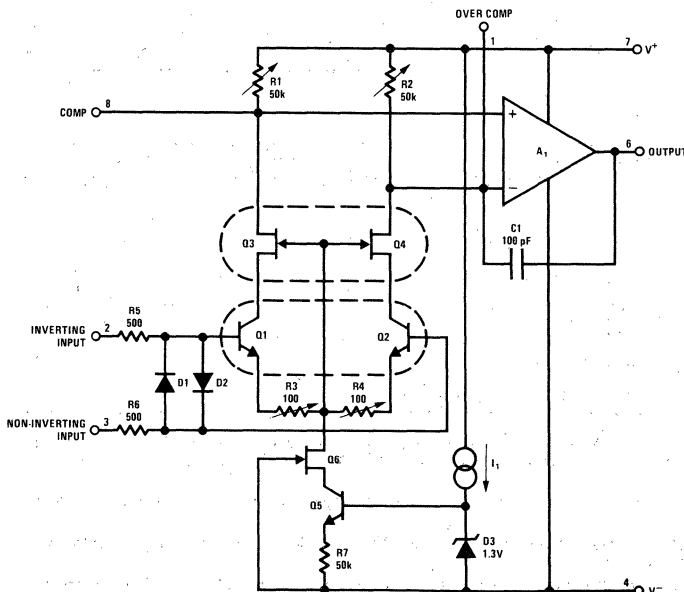 OVER COMP
1
7
V+
R1
50k
R2
50k
8
COMP
+
A1
6
OUTPUT
−
C1
100 pF
Q3
Q4
R5
500
INVERTING
INPUT
2
Q1
Q2
D1
D2
R3
100
R4
100
R6
500
NON-INVERTING
INPUT
3
Q6
I1
Q5
D3
1.3V
R7
50k
4
V−